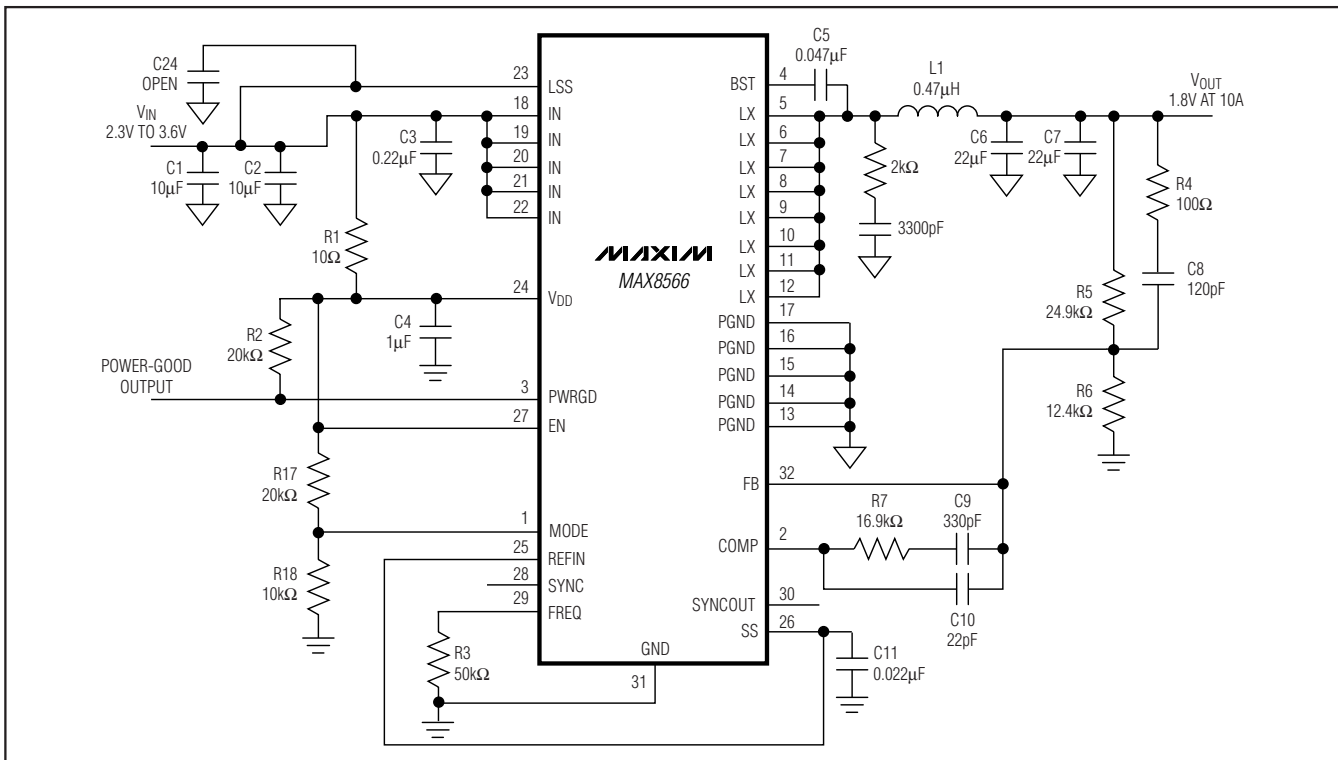 C24
OPEN
VIN
2.3V TO 3.6V
C1
10μF
C2
10μF
C3
0.22μF
R1
10Ω
R2
20kΩ
C4
1μF
POWER-GOOD
OUTPUT
R17
20kΩ
R18
10kΩ
R3
50kΩ
23
LSS
18
IN
19
IN
20
IN
21
IN
22
IN
24
VDD
3
PWRGD
27
EN
1
MODE
25
REFIN
28
SYNC
29
FREQ
GND
31
MAXIM
MAX8566
BST
4
LX
5
LX
6
LX
7
LX
8
LX
9
LX
10
LX
11
LX
12
PGND
17
PGND
16
PGND
15
PGND
14
PGND
13
FB
32
COMP
2
SYNCOUT
30
SS
26
C5
0.047μF
L1
0.47μH
VOUT
1.8V AT 10A
C6
22μF
C7
22μF
2kΩ
3300pF
R4
100Ω
C8
120pF
R5
24.9kΩ
R6
12.4kΩ
R7
16.9kΩ
C9
330pF
C10
22pF
C11
0.022μF